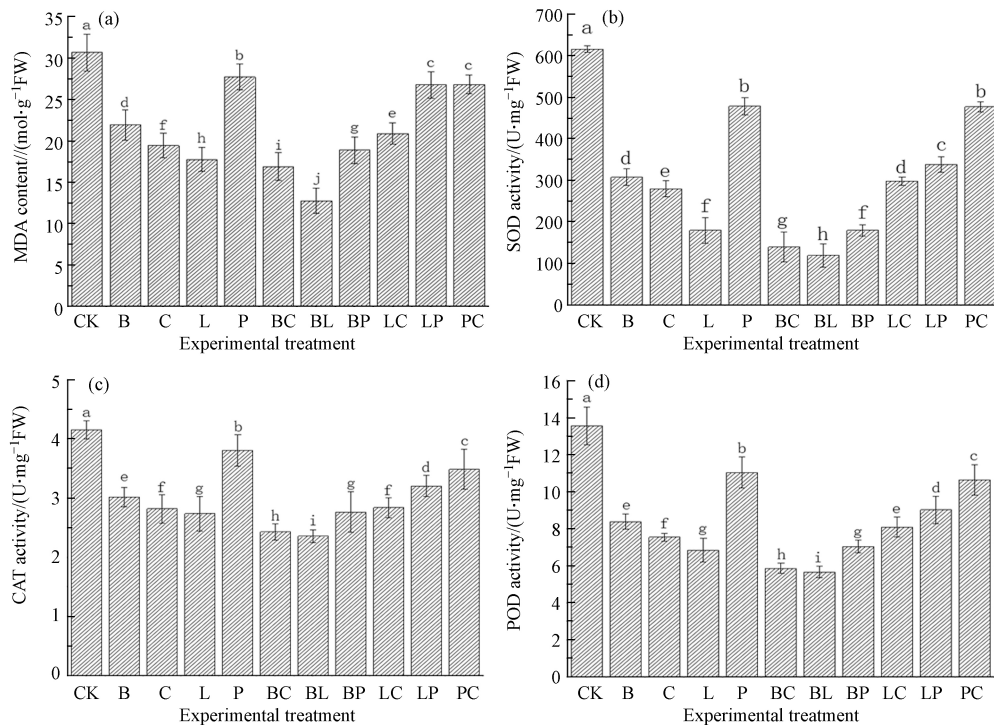 (a)
MDA content//(mol·g⁻¹FW)
35
30
25
20
15
10
5
0
a
d
f
h
b
i
j
g
e
c
c
CK B C L P BC BL BP LC LP PC
Experimental treatment
(b)
SOD activity/(U·mg⁻¹FW)
700
600
500
400
300
200
100
0
a
d
e
f
b
g
h
f
d
c
b
CK B C L P BC BL BP LC LP PC
Experimental treatment
(c)
CAT activity/(U·mg⁻¹FW)
5
4
3
2
1
0
a
e
f
g
b
h
i
g
f
d
c
CK B C L P BC BL BP LC LP PC
Experimental treatment
(d)
POD activity/(U·mg⁻¹FW)
16
14
12
10
8
6
4
2
0
a
e
f
g
b
h
i
g
e
d
c
CK B C L P BC BL BP LC LP PC
Experimental treatment